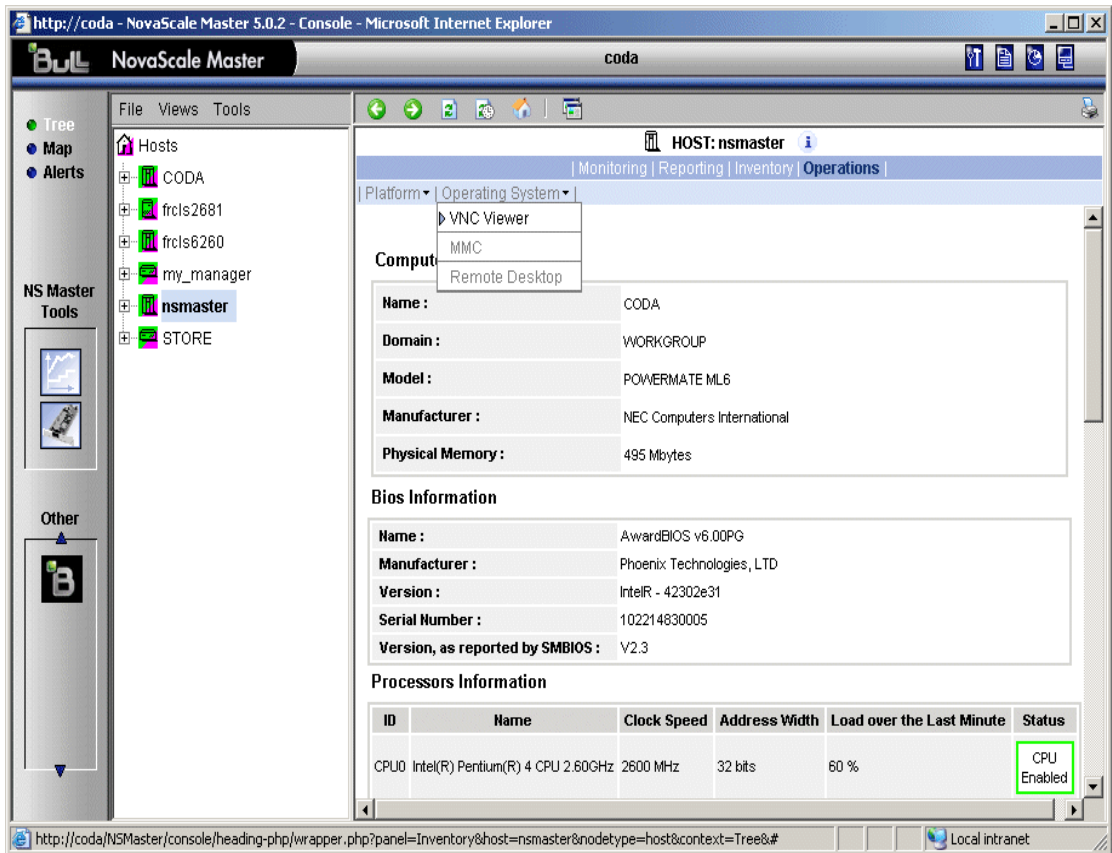 http://coda - NovaScale Master 5.0.2 - Console - Microsoft Internet Explorer
Bull NovaScale Master coda
Tree
Map
Alerts
NS Master
Tools
Other
File Views Tools
Hosts
CODA
frcls2681
frcls6260
my_manager
nsmaster
STORE
HOST: nsmaster i
| Monitoring | Reporting | Inventory | Operations |
| Platform | Operating System |
VNC Viewer
MMC
Remote Desktop
Compute
Name : CODA
Domain : WORKGROUP
Model : POWERMATE ML6
Manufacturer : NEC Computers International
Physical Memory : 495 Mbytes
Bios Information
Name : AwardBIOS v6.00PG
Manufacturer : Phoenix Technologies, LTD
Version : IntelR - 42302e31
Serial Number : 102214830005
Version, as reported by SMBIOS : V2.3
Processors Information
ID Name Clock Speed Address Width Load over the Last Minute Status
CPU0 Intel(R) Pentium(R) 4 CPU 2.60GHz 2600 MHz 32 bits 60 % CPU Enabled
http://coda/NSMaster/console/heading-php/wrapper.php?panel=Inventory&host=nsmaster&nodetype=host&context=Tree&# Local intranet